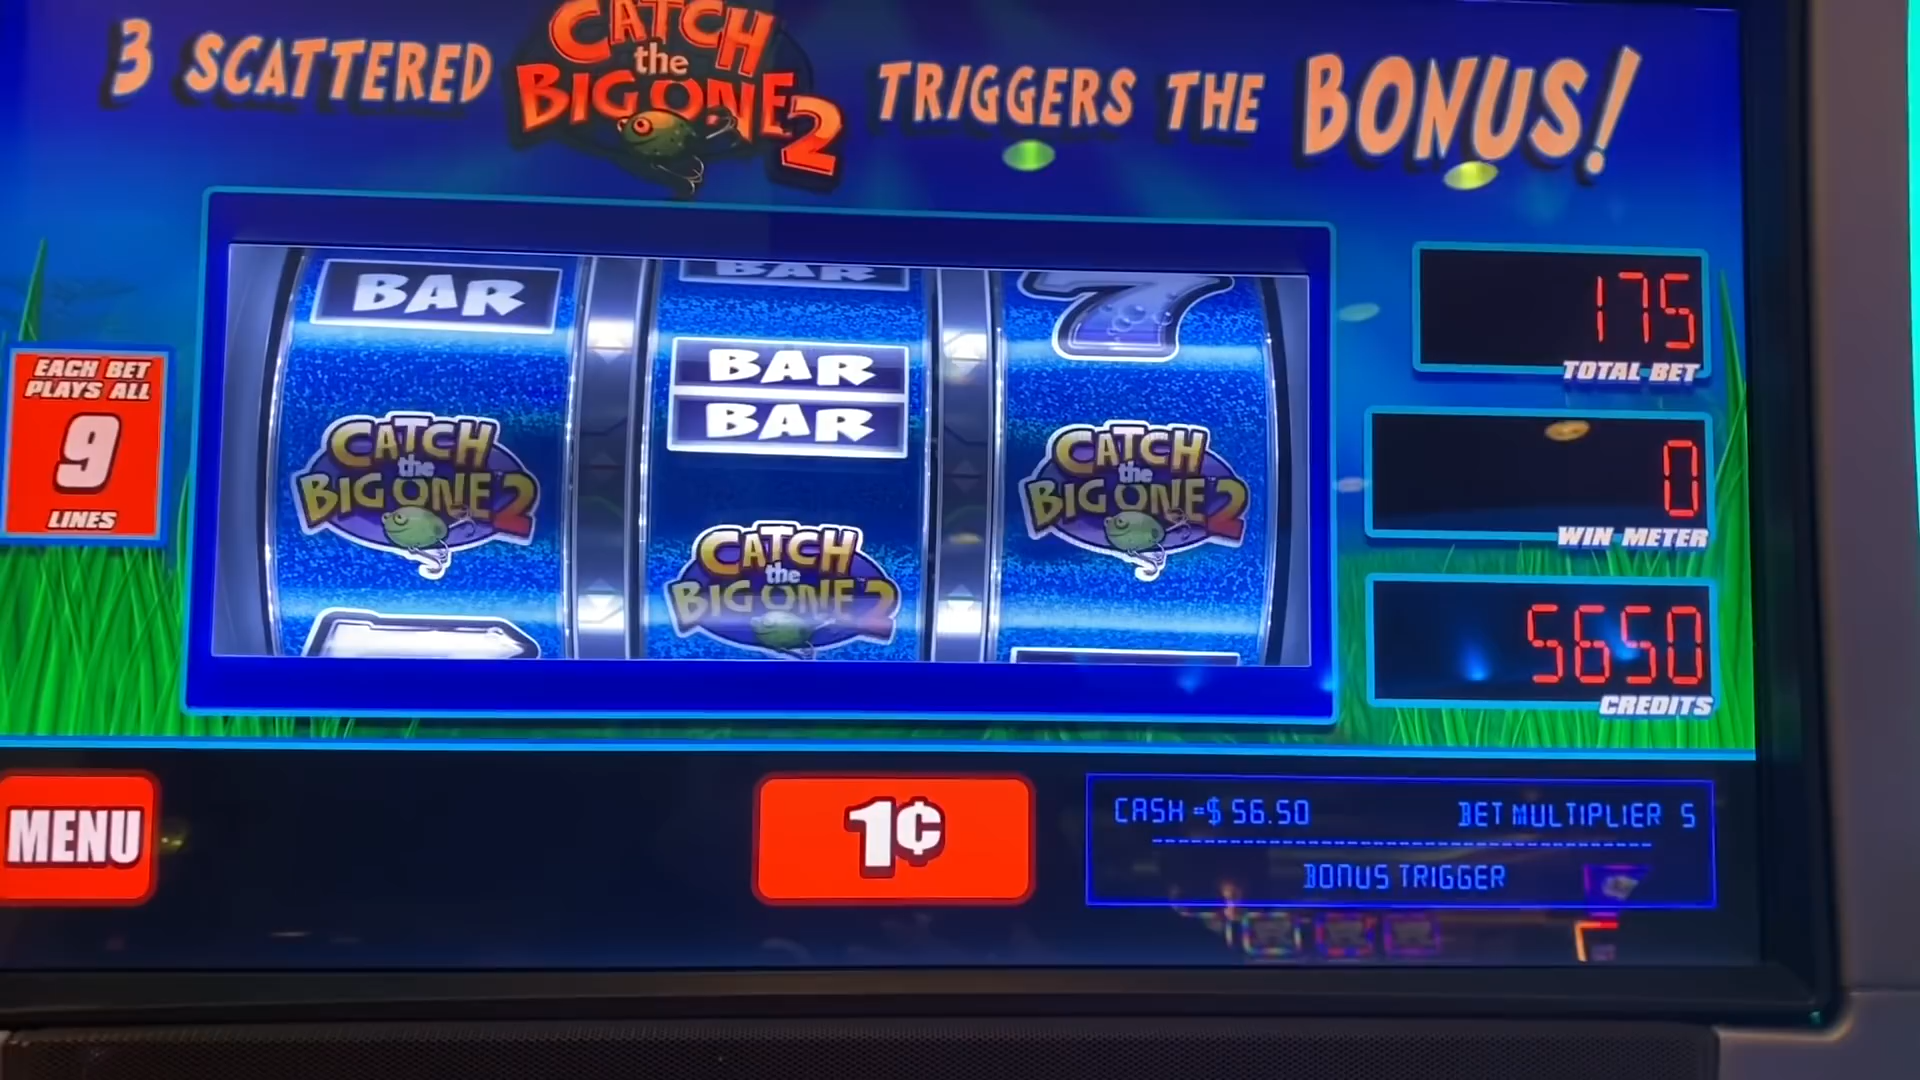 3 SCATTERED CATCH the BIG ONE 2 TRIGGERS THE BONUS!
EACH BET
PLAYS ALL
9
LINES
BAR
BAR
7
BAR
BAR
CATCH
the
BIG ONE 2
CATCH
the
BIG ONE 2
CATCH
the
BIG ONE 2
175
TOTAL BET
0
WIN METER
5650
CREDITS
MENU
1¢
CASH =$ 56.50 BET MULTIPLIER 5
BONUS TRIGGER